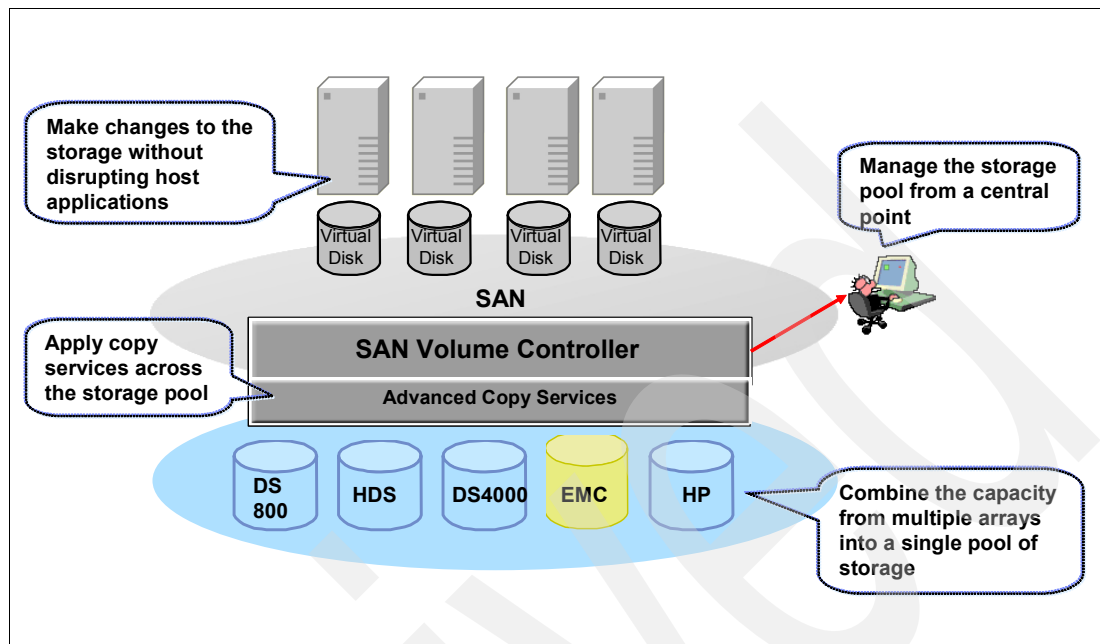 Make changes to the
storage without
disrupting host
applications
Manage the storage
pool from a central
point
Virtual
Disk
Virtual
Disk
Virtual
Disk
Virtual
Disk
SAN
Apply copy
services across
the storage pool
SAN Volume Controller
Advanced Copy Services
DS
800
HDS
DS4000
EMC
HP
Combine the capacity
from multiple arrays
into a single pool of
storage